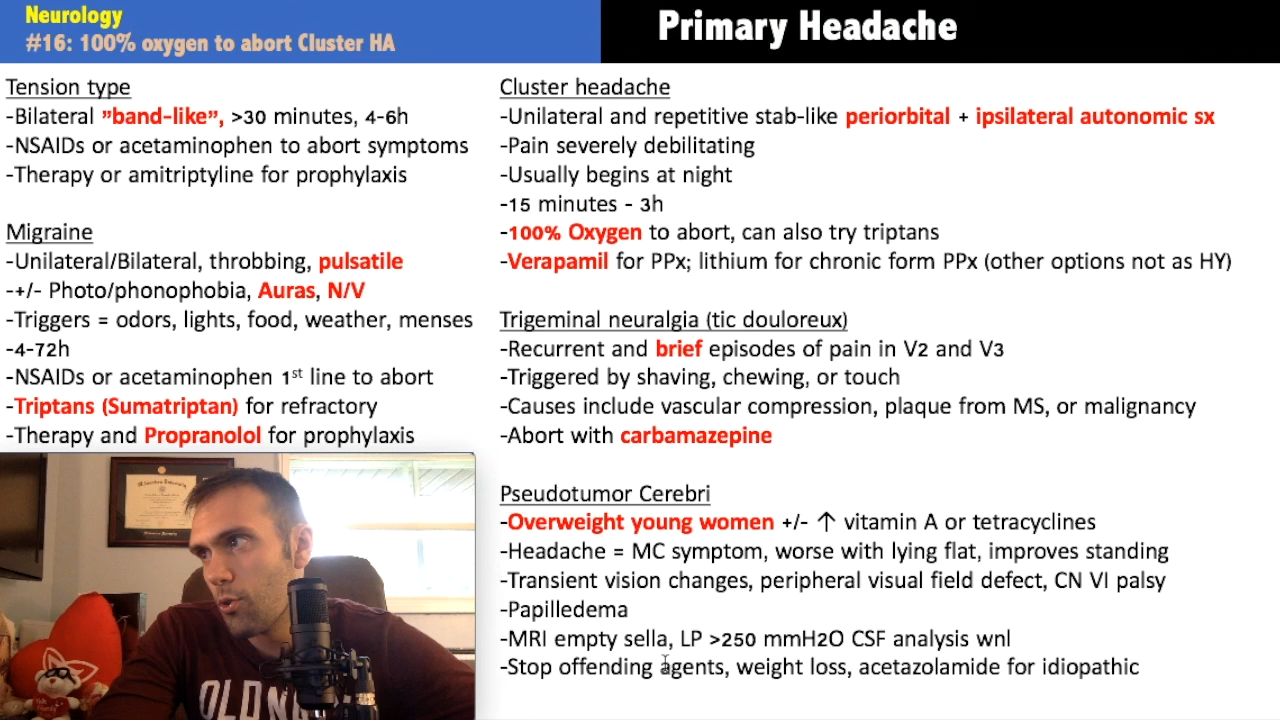 Neurology
#16: 100% oxygen to abort Cluster HA
Primary Headache
Tension type
-Bilateral ”band-like”, >30 minutes, 4-6h
-NSAIDs or acetaminophen to abort symptoms
-Therapy or amitriptyline for prophylaxis
Migraine
-Unilateral/Bilateral, throbbing, pulsatile
-+/- Photo/phonophobia, Auras, N/V
-Triggers = odors, lights, food, weather, menses
-4-72h
-NSAIDs or acetaminophen 1st line to abort
-Triptans (Sumatriptan) for refractory
-Therapy and Propranolol for prophylaxis
Cluster headache
-Unilateral and repetitive stab-like periorbital + ipsilateral autonomic sx
-Pain severely debilitating
-Usually begins at night
-15 minutes - 3h
-100% Oxygen to abort, can also try triptans
-Verapamil for PPx; lithium for chronic form PPx (other options not as HY)
Trigeminal neuralgia (tic douloreux)
-Recurrent and brief episodes of pain in V2 and V3
-Triggered by shaving, chewing, or touch
-Causes include vascular compression, plaque from MS, or malignancy
-Abort with carbamazepine
Pseudotumor Cerebri
-Overweight young women +/- ↑ vitamin A or tetracyclines
-Headache = MC symptom, worse with lying flat, improves standing
-Transient vision changes, peripheral visual field defect, CN VI palsy
-Papilledema
-MRI empty sella, LP >250 mmH2O CSF analysis wnl
-Stop offending agents, weight loss, acetazolamide for idiopathic